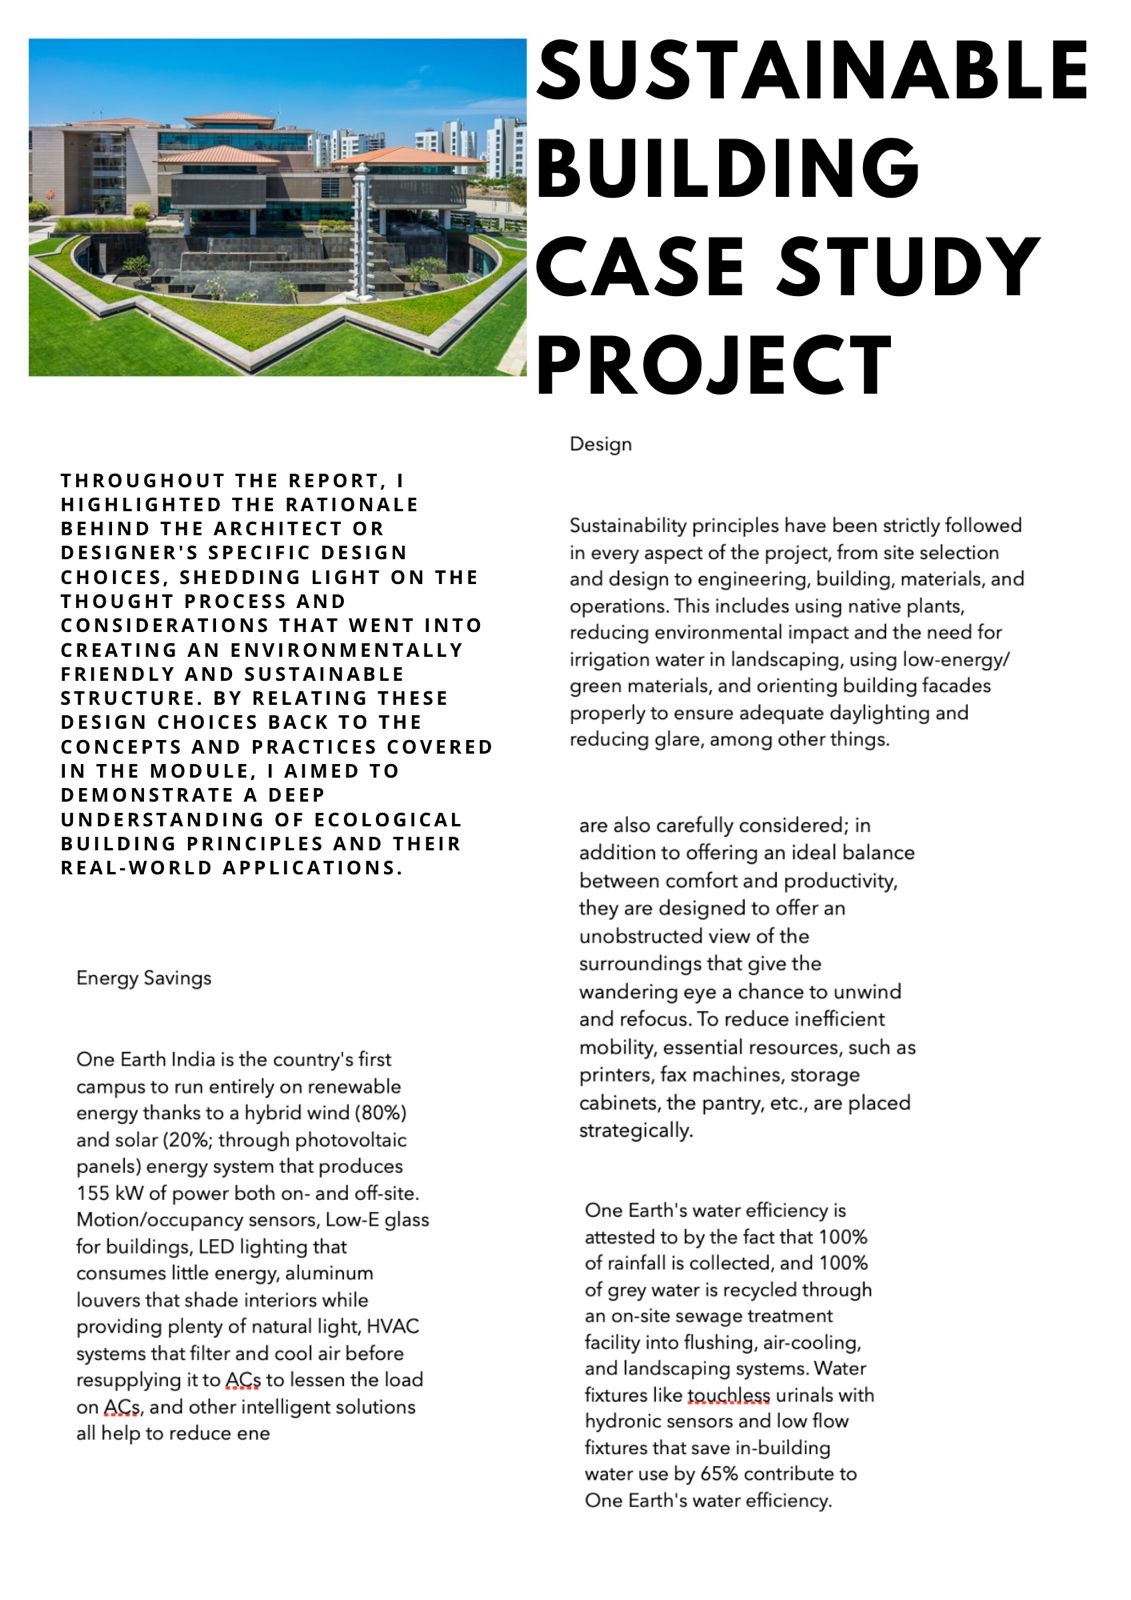 SUSTAINABLE
BUILDING
CASE STUDY
PROJECT
THROUGHOUT THE REPORT, I
HIGHLIGHTED THE RATIONALE
BEHIND THE ARCHITECT OR
DESIGNER'S SPECIFIC DESIGN
CHOICES, SHEDDING LIGHT ON THE
THOUGHT PROCESS AND
CONSIDERATIONS THAT WENT INTO
CREATING AN ENVIRONMENTALLY
FRIENDLY AND SUSTAINABLE
STRUCTURE. BY RELATING THESE
DESIGN CHOICES BACK TO THE
CONCEPTS AND PRACTICES COVERED
IN THE MODULE, I AIMED TO
DEMONSTRATE A DEEP
UNDERSTANDING OF ECOLOGICAL
BUILDING PRINCIPLES AND THEIR
REAL-WORLD APPLICATIONS.
Energy Savings
One Earth India is the country's first
campus to run entirely on renewable
energy thanks to a hybrid wind (80%)
and solar (20%; through photovoltaic
panels) energy system that produces
155 kW of power both on- and off-site.
Motion/occupancy sensors, Low-E glass
for buildings, LED lighting that
consumes little energy, aluminum
louvers that shade interiors while
providing plenty of natural light, HVAC
systems that filter and cool air before
resupplying it to ACs to lessen the load
on ACs, and other intelligent solutions
all help to reduce ene
Design
Sustainability principles have been strictly followed
in every aspect of the project, from site selection
and design to engineering, building, materials, and
operations. This includes using native plants,
reducing environmental impact and the need for
irrigation water in landscaping, using low-energy/
green materials, and orienting building facades
properly to ensure adequate daylighting and
reducing glare, among other things.
are also carefully considered; in
addition to offering an ideal balance
between comfort and productivity,
they are designed to offer an
unobstructed view of the
surroundings that give the
wandering eye a chance to unwind
and refocus. To reduce inefficient
mobility, essential resources, such as
printers, fax machines, storage
cabinets, the pantry, etc., are placed
strategically.
One Earth's water efficiency is
attested to by the fact that 100%
of rainfall is collected, and 100%
of grey water is recycled through
an on-site sewage treatment
facility into flushing, air-cooling,
and landscaping systems. Water
fixtures like touchless urinals with
hydronic sensors and low flow
fixtures that save in-building
water use by 65% contribute to
One Earth's water efficiency.